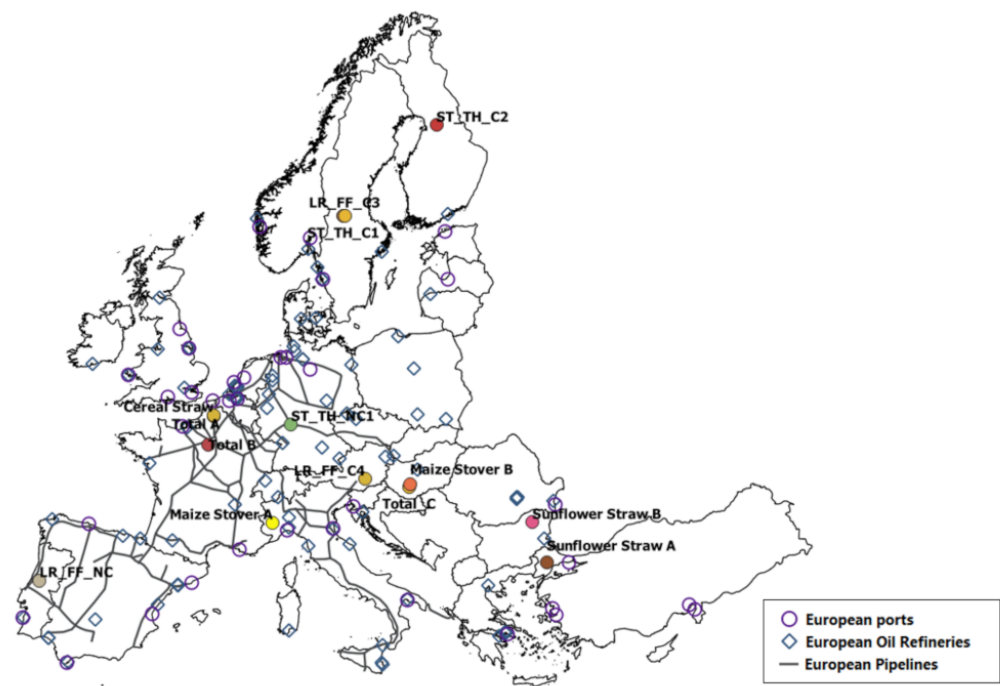 ST_TH_C2
LR_FF_C3
ST_TH_C1
Cereal Straw
Total A
ST_TH_NC1
Total B
LR_FF_C4
Maize Stover B
Total C
Maize Stover A
Sunflower Straw B
Sunflower Straw A
LR_FF_NC
European ports
European Oil Refineries
European Pipelines